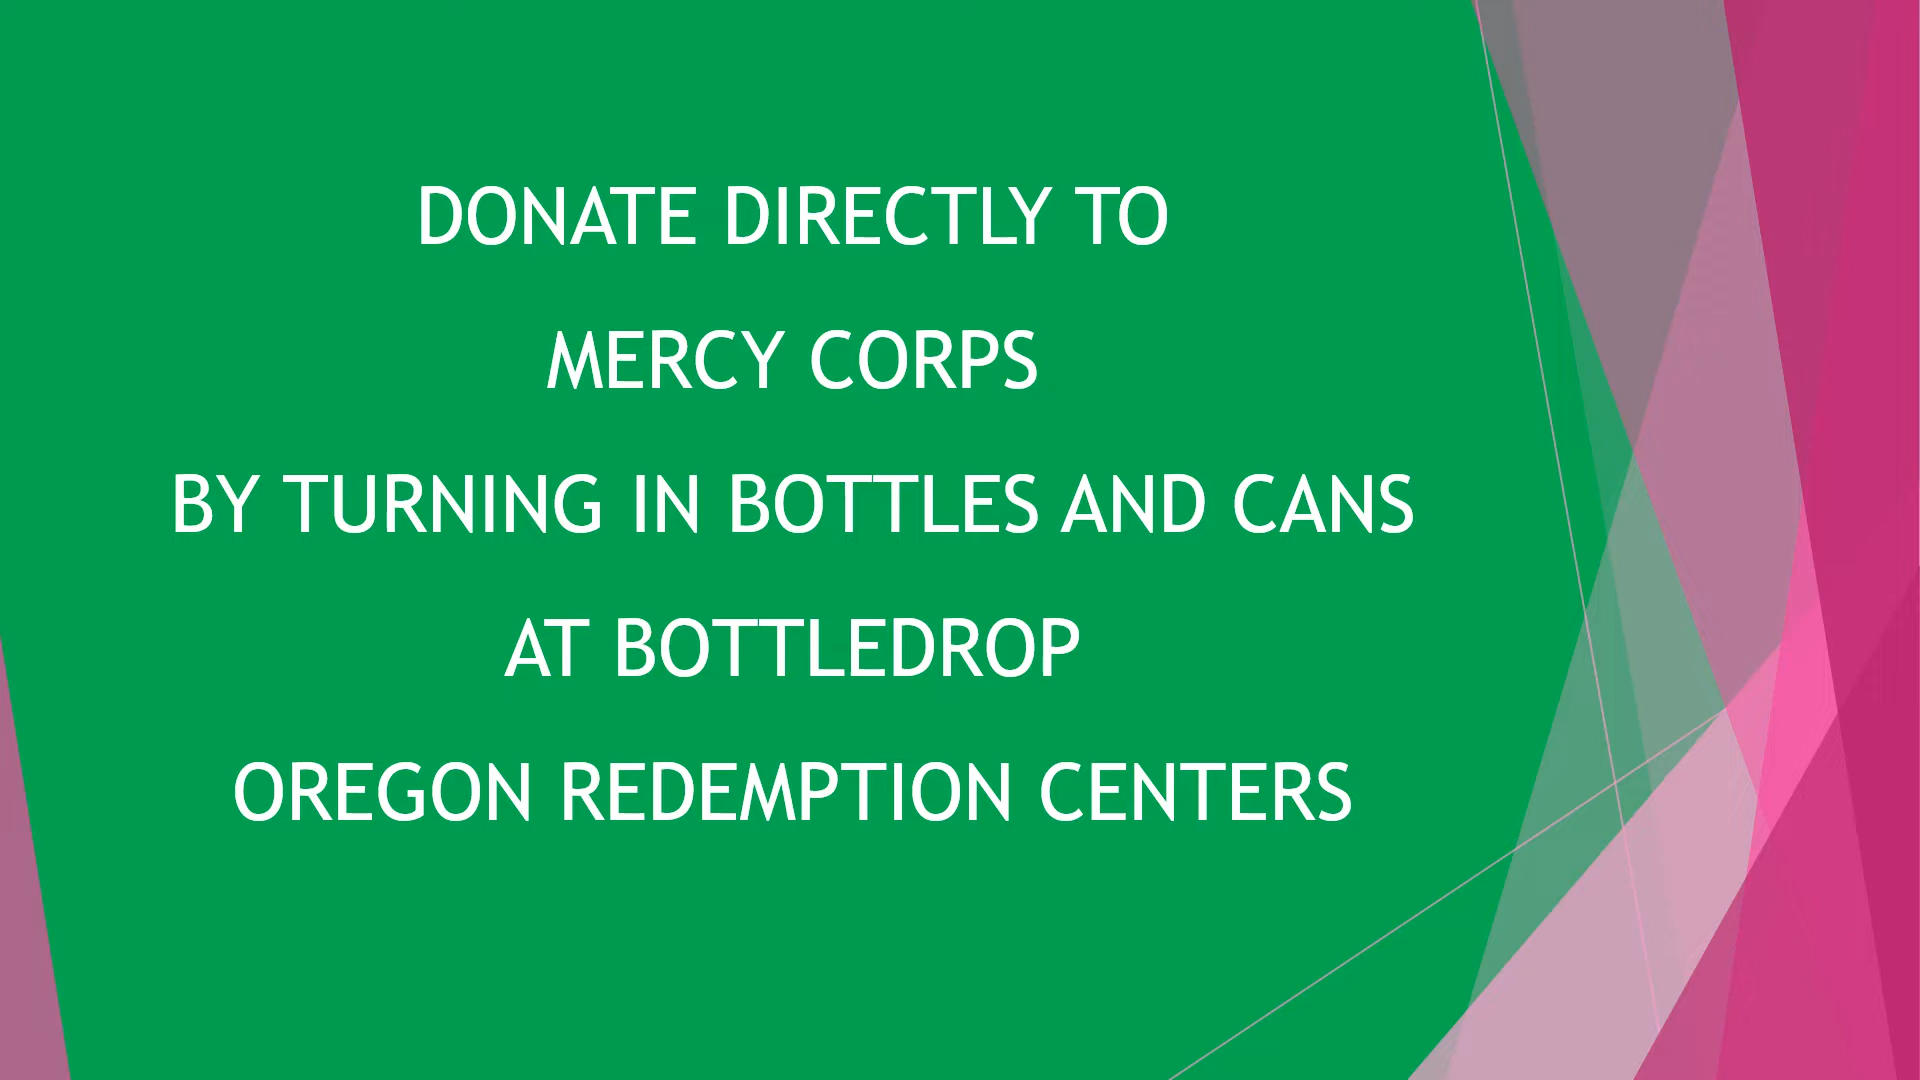 DONATE DIRECTLY TO
MERCY CORPS
BY TURNING IN BOTTLES AND CANS
AT BOTTLEDROP
OREGON REDEMPTION CENTERS